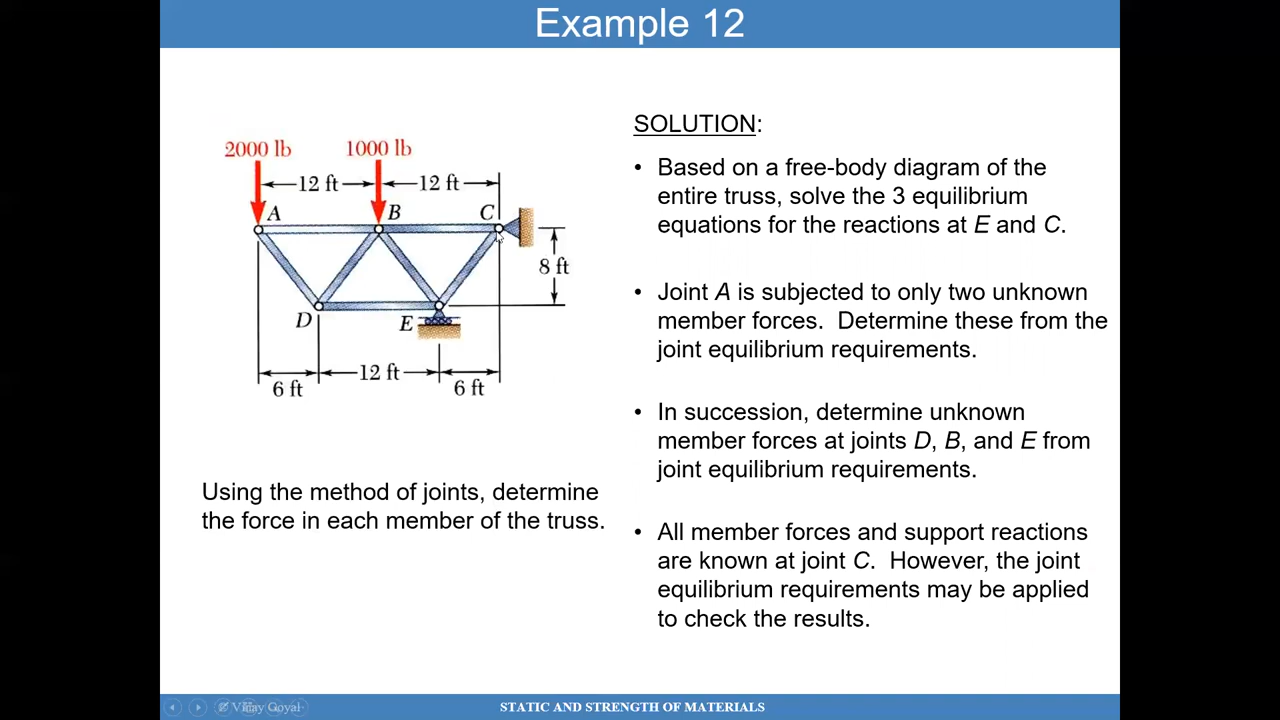 Example 12
2000 lb
1000 lb
12 ft
12 ft
A
B
C
8 ft
D
E
6 ft
12 ft
6 ft
Using the method of joints, determine
the force in each member of the truss.
SOLUTION:
• Based on a free-body diagram of the
entire truss, solve the 3 equilibrium
equations for the reactions at E and C.
• Joint A is subjected to only two unknown
member forces. Determine these from the
joint equilibrium requirements.
• In succession, determine unknown
member forces at joints D, B, and E from
joint equilibrium requirements.
• All member forces and support reactions
are known at joint C. However, the joint
equilibrium requirements may be applied
to check the results.
Vijay Goyal
STATIC AND STRENGTH OF MATERIALS